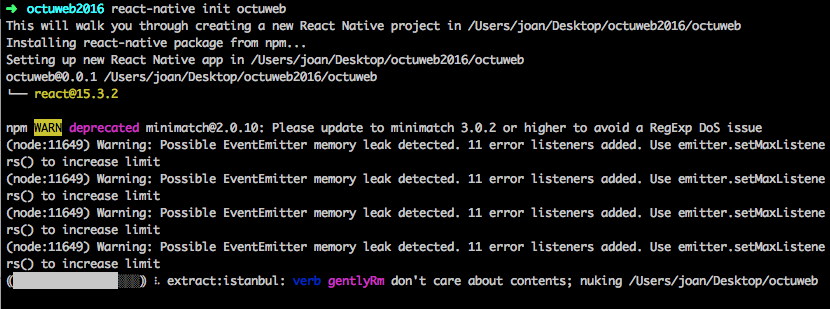 ➜ octuweb2016 react-native init octuweb
This will walk you through creating a new React Native project in /Users/joan/Desktop/octuweb2016/octuweb
Installing react-native package from npm...
Setting up new React Native app in /Users/joan/Desktop/octuweb2016/octuweb
octuweb@0.0.1 /Users/joan/Desktop/octuweb2016/octuweb
└── react@15.3.2
npm WARN deprecated minimatch@2.0.10: Please update to minimatch 3.0.2 or higher to avoid a RegExp DoS issue
(node:11649) Warning: Possible EventEmitter memory leak detected. 11 error listeners added. Use emitter.setMaxListene
rs() to increase limit
(node:11649) Warning: Possible EventEmitter memory leak detected. 11 error listeners added. Use emitter.setMaxListene
rs() to increase limit
(node:11649) Warning: Possible EventEmitter memory leak detected. 11 error listeners added. Use emitter.setMaxListene
rs() to increase limit
(node:11649) Warning: Possible EventEmitter memory leak detected. 11 error listeners added. Use emitter.setMaxListene
rs() to increase limit
(██████████████░░░) ⠦ extract:istanbul: verb gentlyRm don't care about contents; nuking /Users/joan/Desktop/octuweb